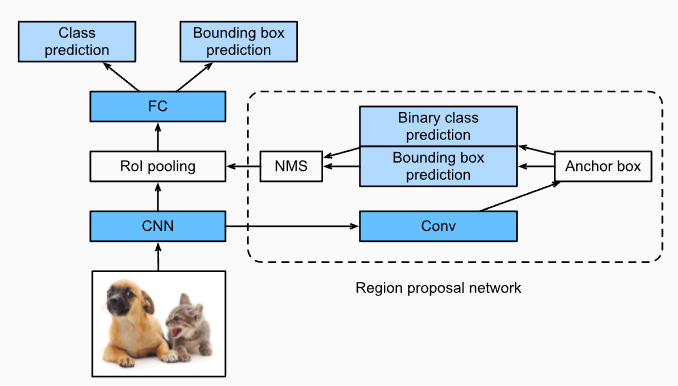 Class
prediction
Bounding box
prediction
FC
Binary class
prediction
RoI pooling
NMS
Bounding box
prediction
Anchor box
CNN
Conv
Region proposal network